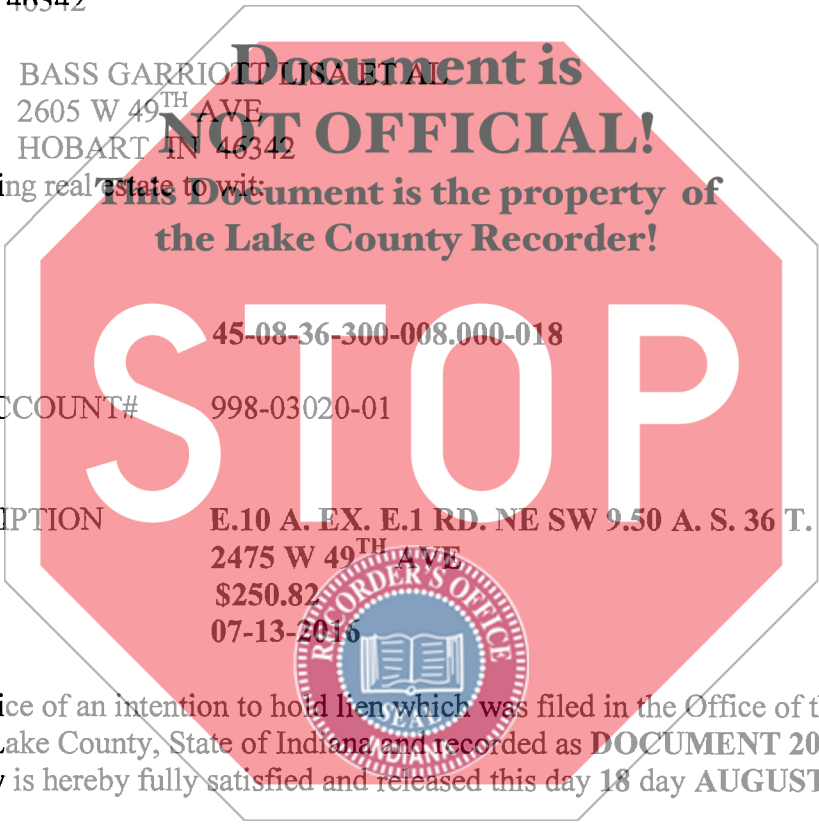 46342
Document is
BASS GARRIOTT LISA ET AL
2605 W 49TH AVE
NOT OFFICIAL!
HOBART IN 46342
ing real estate to wit:
This Document is the property of
the Lake County Recorder!
STOP
45-08-36-300-008.000-018
CCOUNT# 998-03020-01
IPTION E.10 A. EX. E.1 RD. NE SW 9.50 A. S. 36 T.
2475 W 49TH AVE
$250.82
07-13-2016
RECORDER'S OFFICE
SEAL
INDIANA
ice of an intention to hold lien which was filed in the Office of t
Lake County, State of Indiana and recorded as DOCUMENT 20
y is hereby fully satisfied and released this day 18 day AUGUST